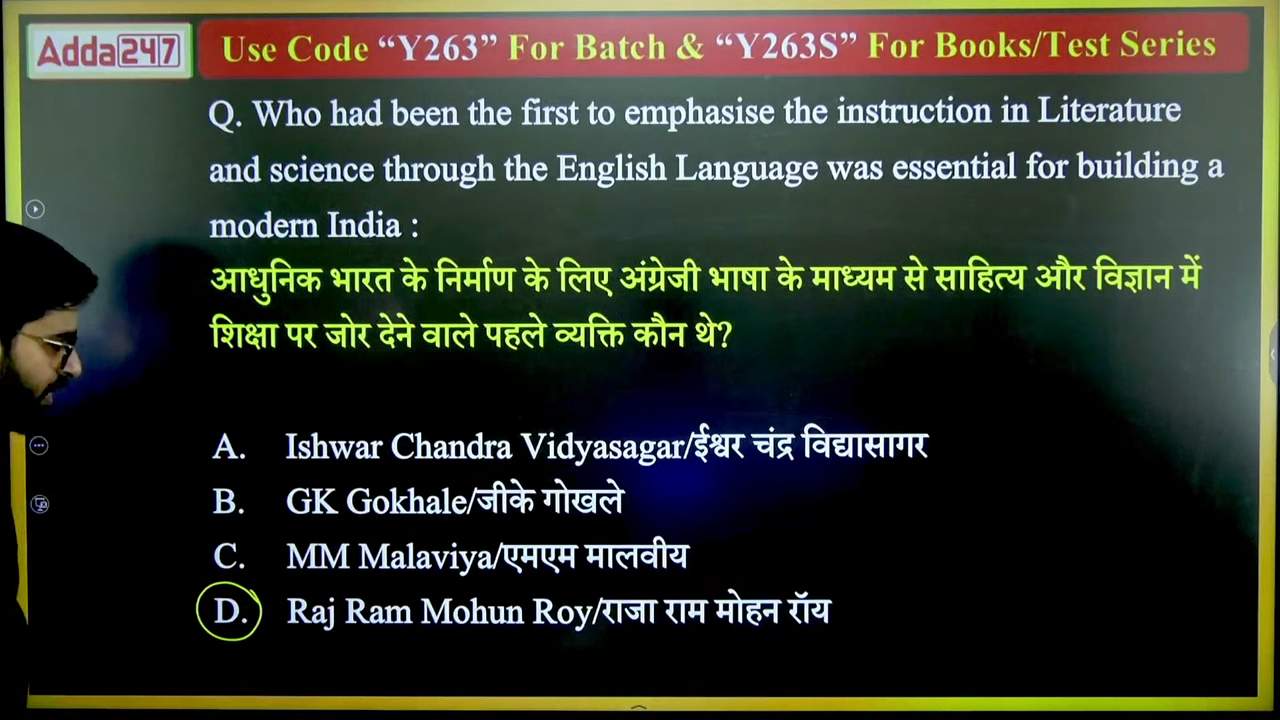 Adda247
Use Code “Y263” For Batch & “Y263S” For Books/Test Series
Q. Who had been the first to emphasise the instruction in Literature
and science through the English Language was essential for building a
modern India :
आधुनिक भारत के निर्माण के लिए अंग्रेजी भाषा के माध्यम से साहित्य और विज्ञान में
शिक्षा पर जोर देने वाले पहले व्यक्ति कौन थे?
A. Ishwar Chandra Vidyasagar/ईश्वर चंद्र विद्यासागर
B. GK Gokhale/जीके गोखले
C. MM Malaviya/एमएम मालवीय
D. Raj Ram Mohun Roy/राजा राम मोहन रॉय